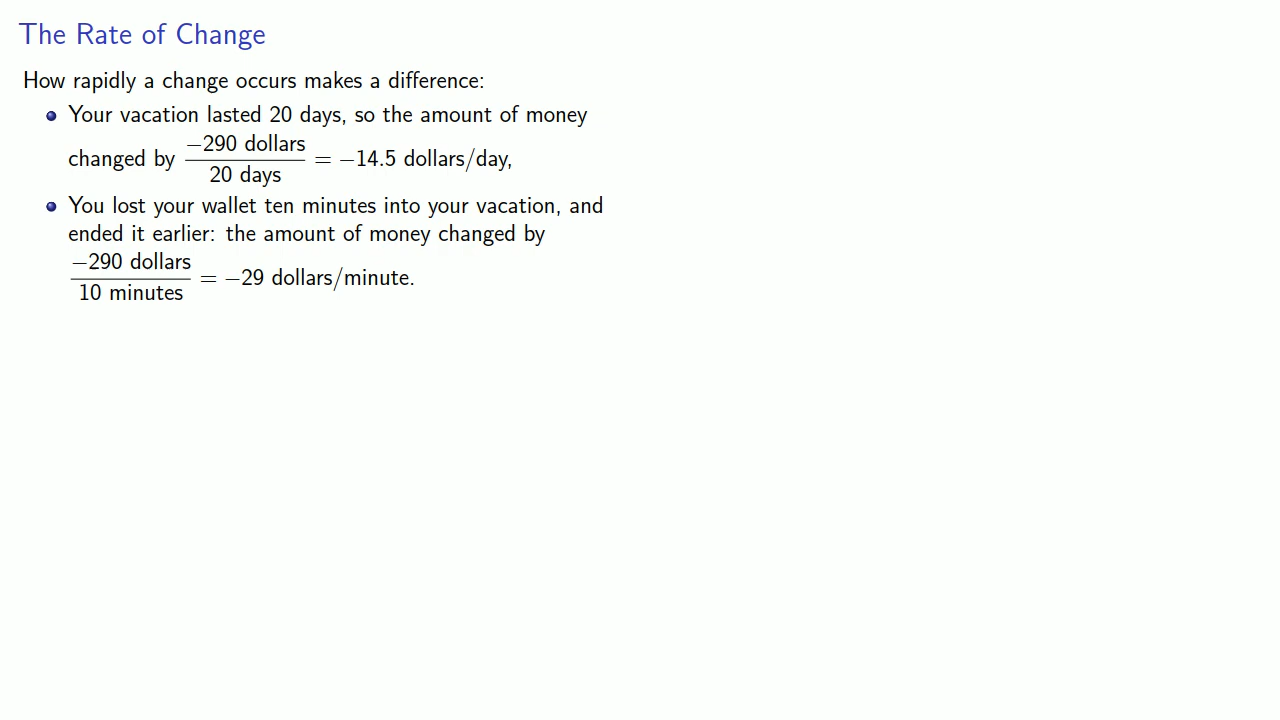 The Rate of Change
How rapidly a change occurs makes a difference:
Your vacation lasted 20 days, so the amount of money
changed by −290 dollars / 20 days = −14.5 dollars/day,
You lost your wallet ten minutes into your vacation, and
ended it earlier: the amount of money changed by
−290 dollars / 10 minutes = −29 dollars/minute.